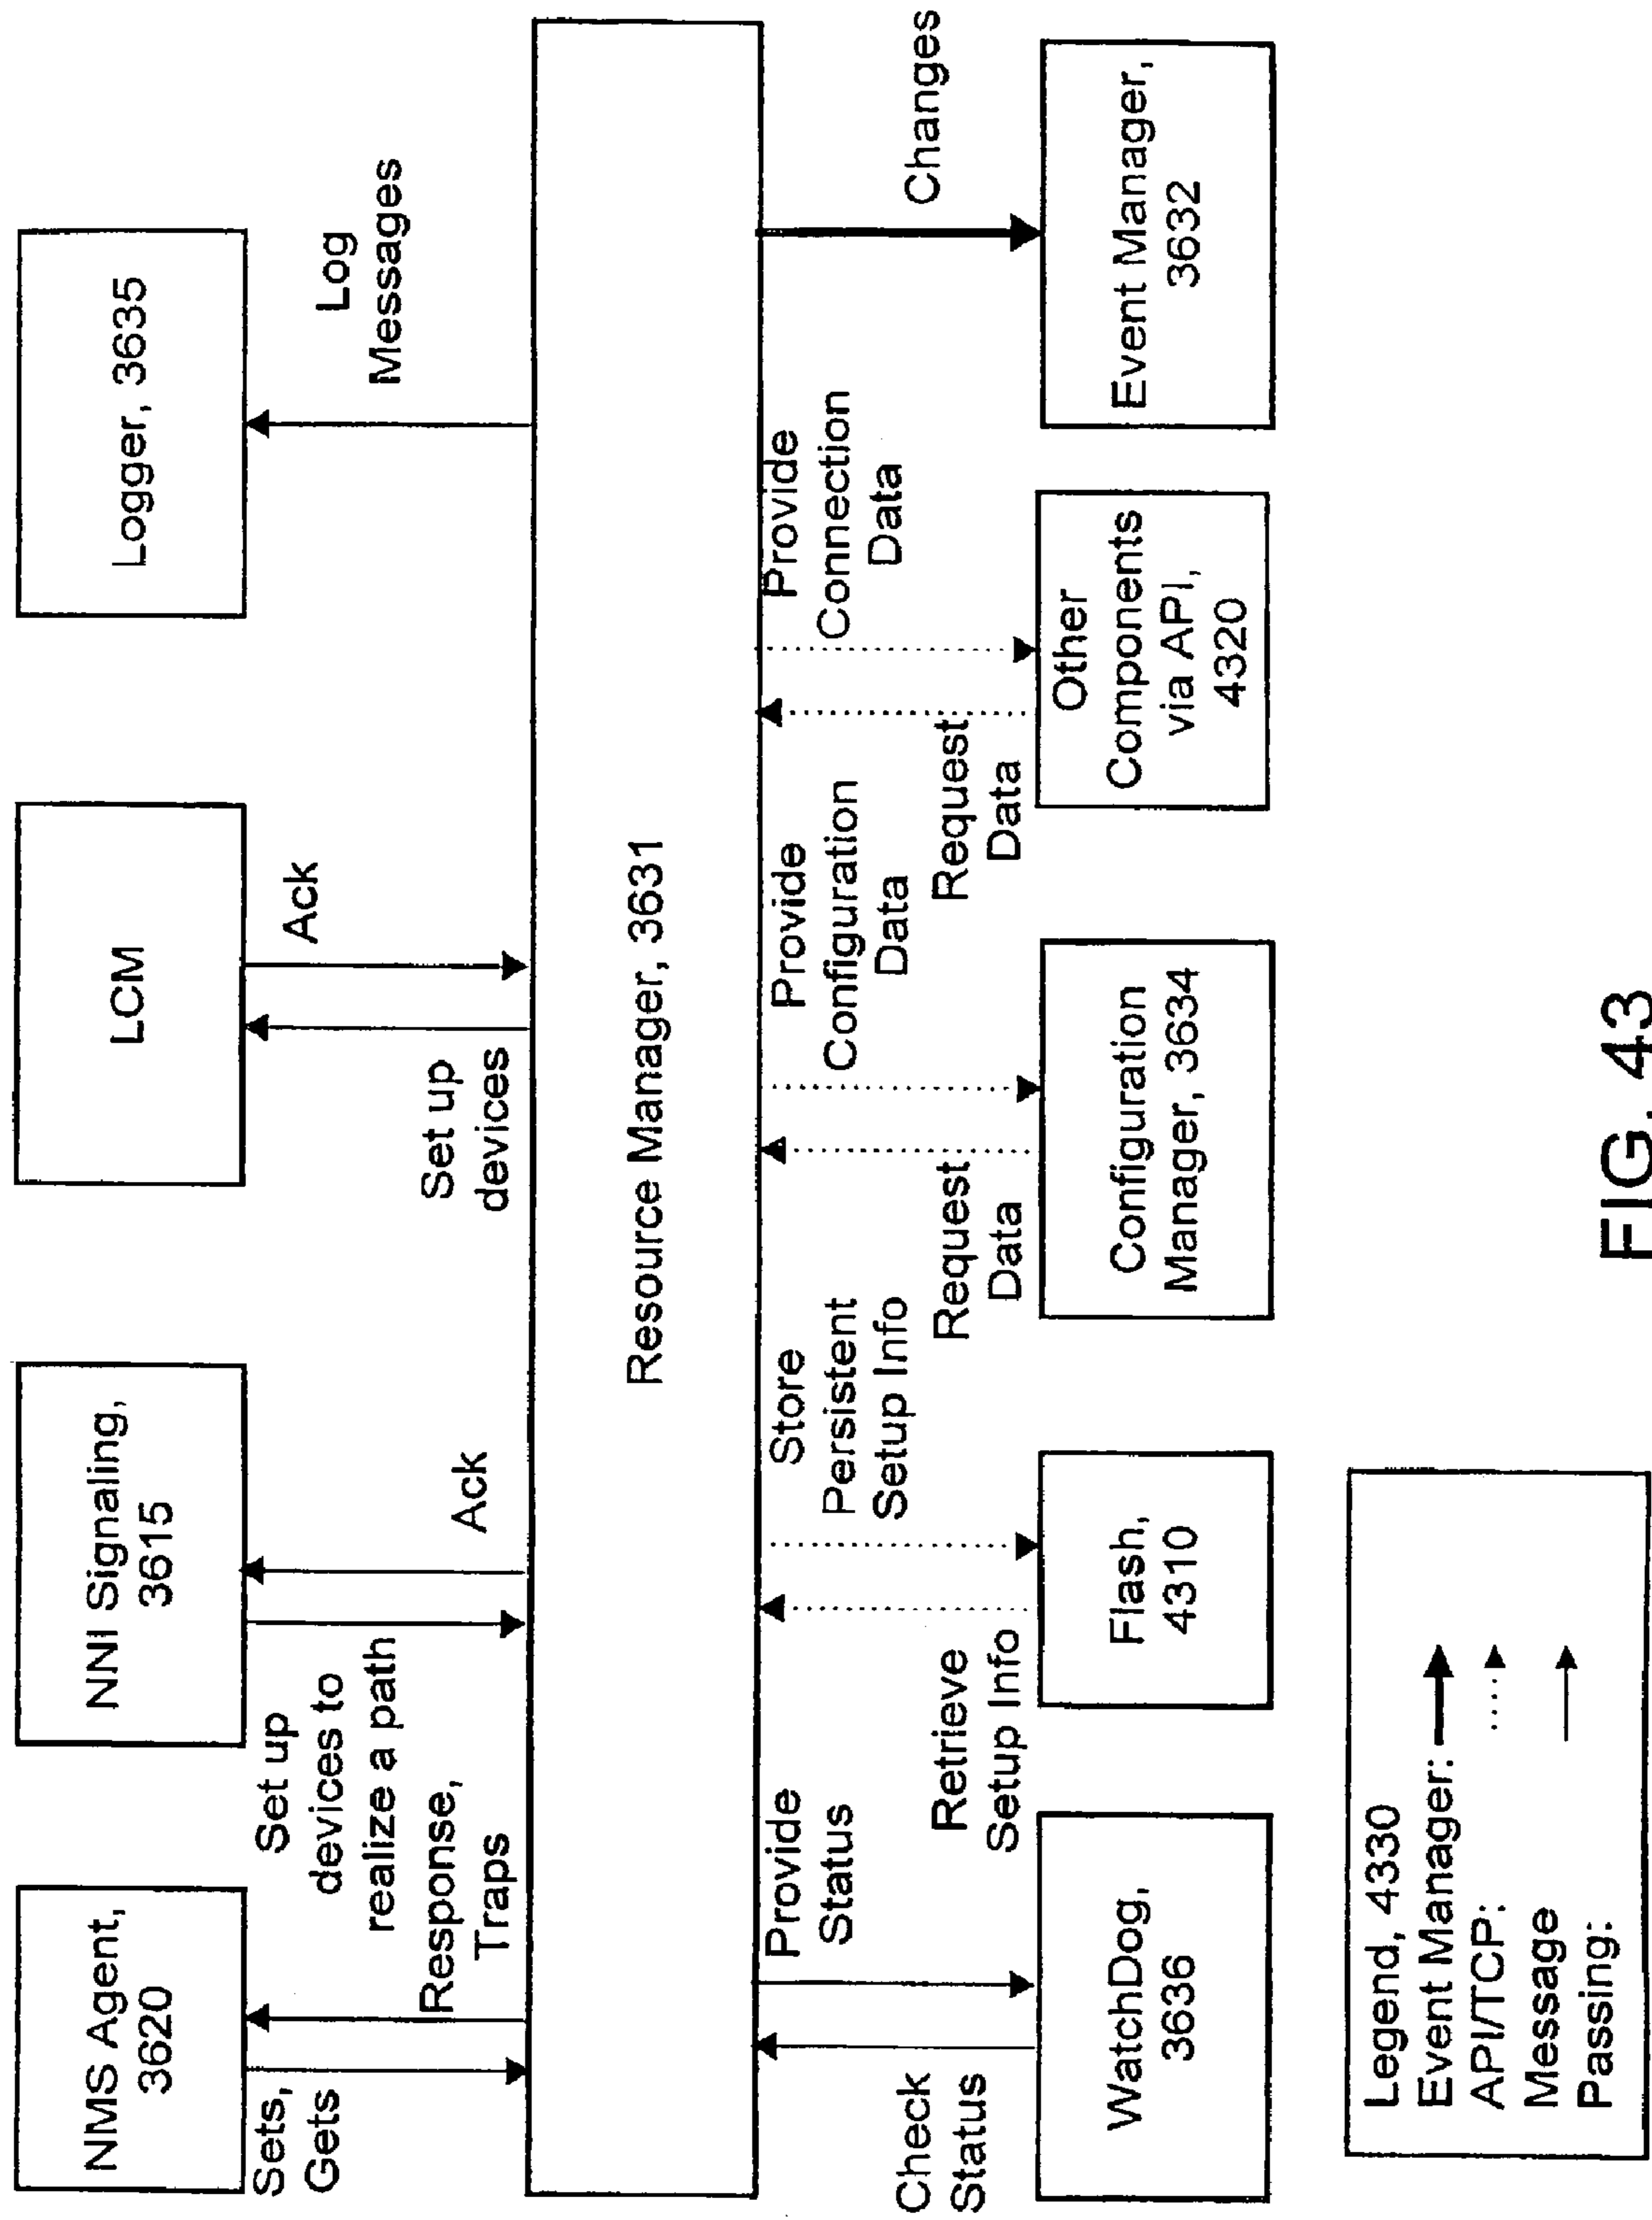 NMS Agent,
3620
NNI Signaling,
3615
LCM
Logger, 3635
Sets,
Gets
Response,
Traps
Set up
devices to
realize a path
Ack
Set up
devices
Ack
Log
Messages
Resource Manager, 3631
Check
Status
Provide
Status
Retrieve
Setup Info
Store
Persistent
Setup Info
Request
Data
Provide
Configuration
Data
Request
Data
Provide
Connection
Data
Changes
WatchDog,
3636
Flash,
4310
Configuration
Manager, 3634
Other
Components
via API,
4320
Event Manager,
3632
Legend, 4330
Event Manager:
API/TCP:
Message
Passing:
FIG. 43